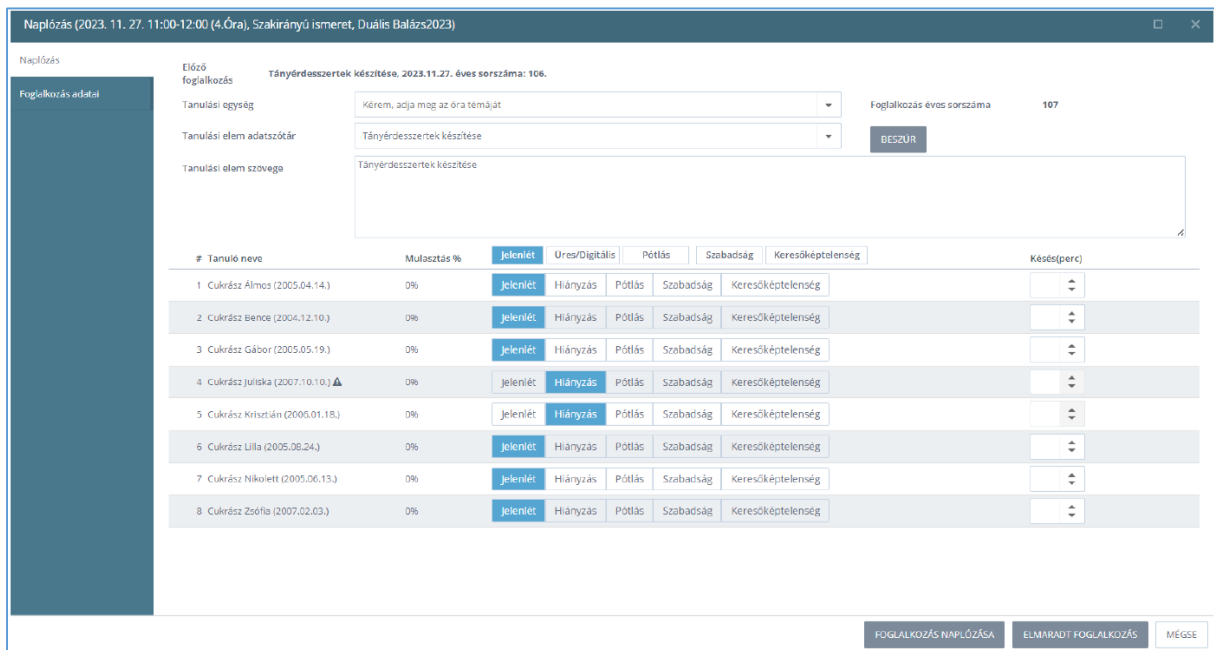 Naplózás (2023. 11. 27. 11:00-12:00 (4.Óra), Szakirányú ismeret, Duális Balázs2023)
Naplózás
Foglalkozás adatai
Előző foglalkozás Tányérdesszertek készítése, 2023.11.27. éves sorszáma: 106.
Tanulási egység Kérem, adja meg az óra témáját Foglalkozás éves sorszáma 107
Tanulási elem adatszótár Tányérdesszertek készítése BESZÚR
Tanulási elem szövege Tányérdesszertek készítése
# Tanuló neve Mulasztás % Jelenlét Üres/Digitális Pótlás Szabadság Keresőképtelenség Késés(perc)
1 Cukrász Álmos (2005.04.14.) 0% Jelenlét Hiányzás Pótlás Szabadság Keresőképtelenség
2 Cukrász Bence (2004.12.10.) 0% Jelenlét Hiányzás Pótlás Szabadság Keresőképtelenség
3 Cukrász Gábor (2005.05.19.) 0% Jelenlét Hiányzás Pótlás Szabadság Keresőképtelenség
4 Cukrász Juliska (2007.10.10.) 0% Jelenlét Hiányzás Pótlás Szabadság Keresőképtelenség
5 Cukrász Krisztián (2006.01.18.) 0% Jelenlét Hiányzás Pótlás Szabadság Keresőképtelenség
6 Cukrász Lilla (2005.08.24.) 0% Jelenlét Hiányzás Pótlás Szabadság Keresőképtelenség
7 Cukrász Nikolett (2005.06.13.) 0% Jelenlét Hiányzás Pótlás Szabadság Keresőképtelenség
8 Cukrász Zsófia (2007.02.03.) 0% Jelenlét Hiányzás Pótlás Szabadság Keresőképtelenség
FOGLALKOZÁS NAPLÓZÁSA ELMARADT FOGLALKOZÁS MÉGSE